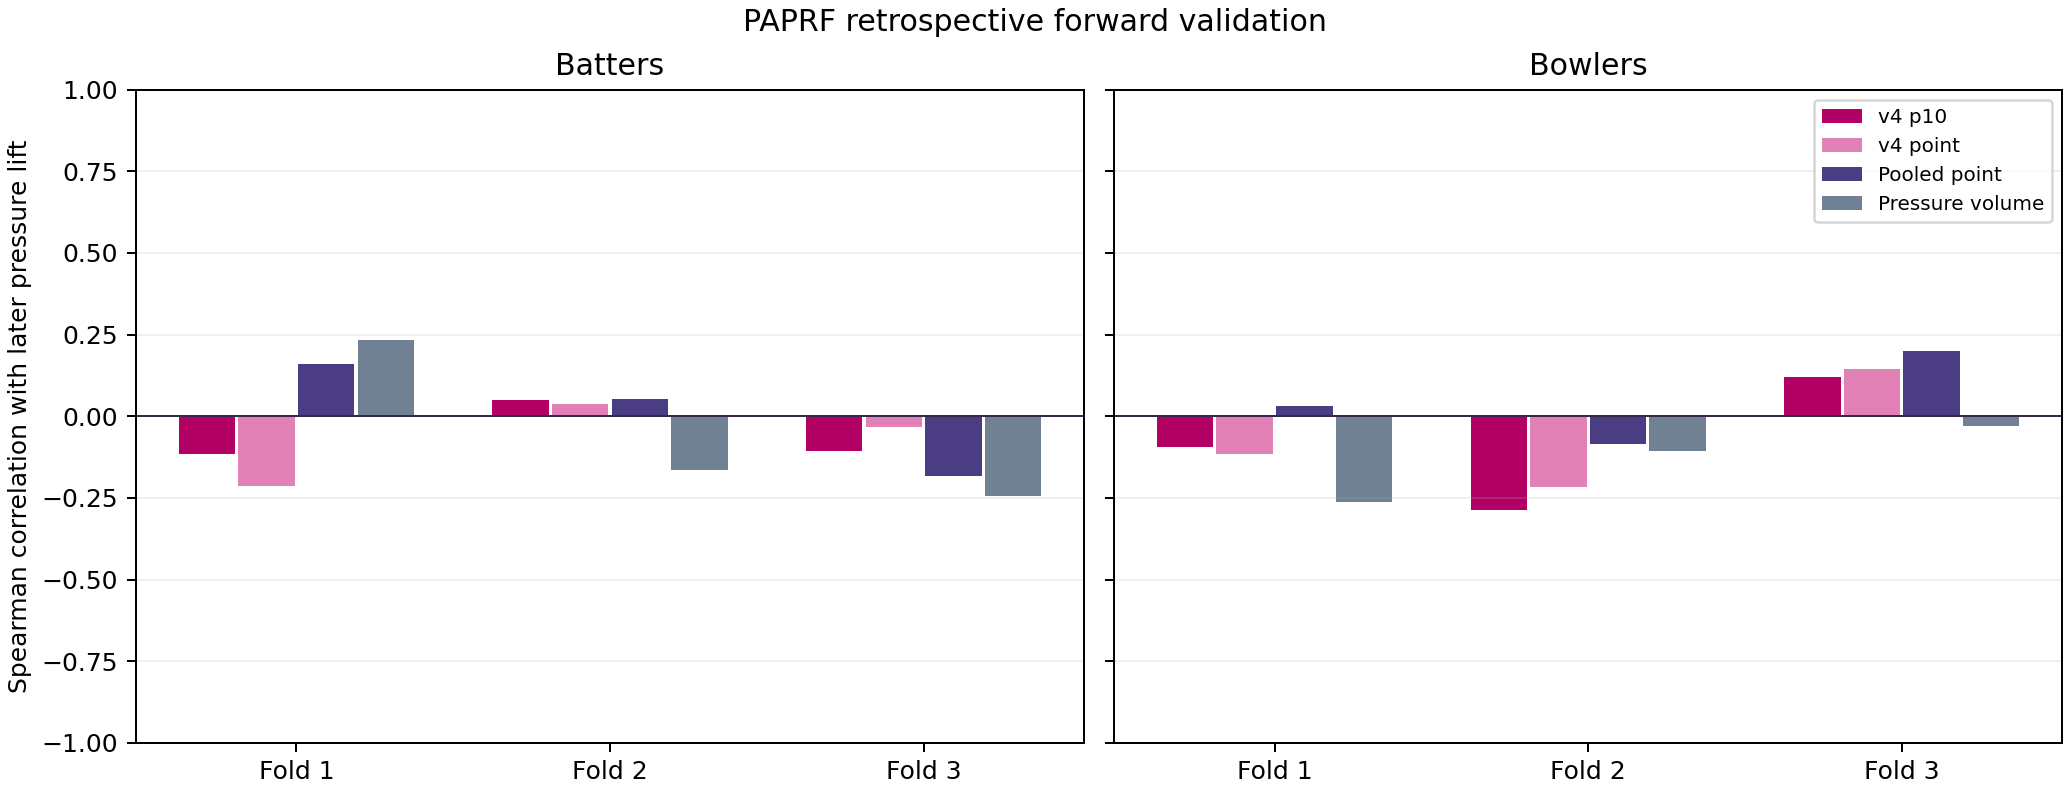 PAPRF retrospective forward validation
Batters
Bowlers
Spearman correlation with later pressure lift
1.00
0.75
0.50
0.25
0.00
−0.25
−0.50
−0.75
−1.00
v4 p10
v4 point
Pooled point
Pressure volume
Fold 1
Fold 2
Fold 3
Fold 1
Fold 2
Fold 3